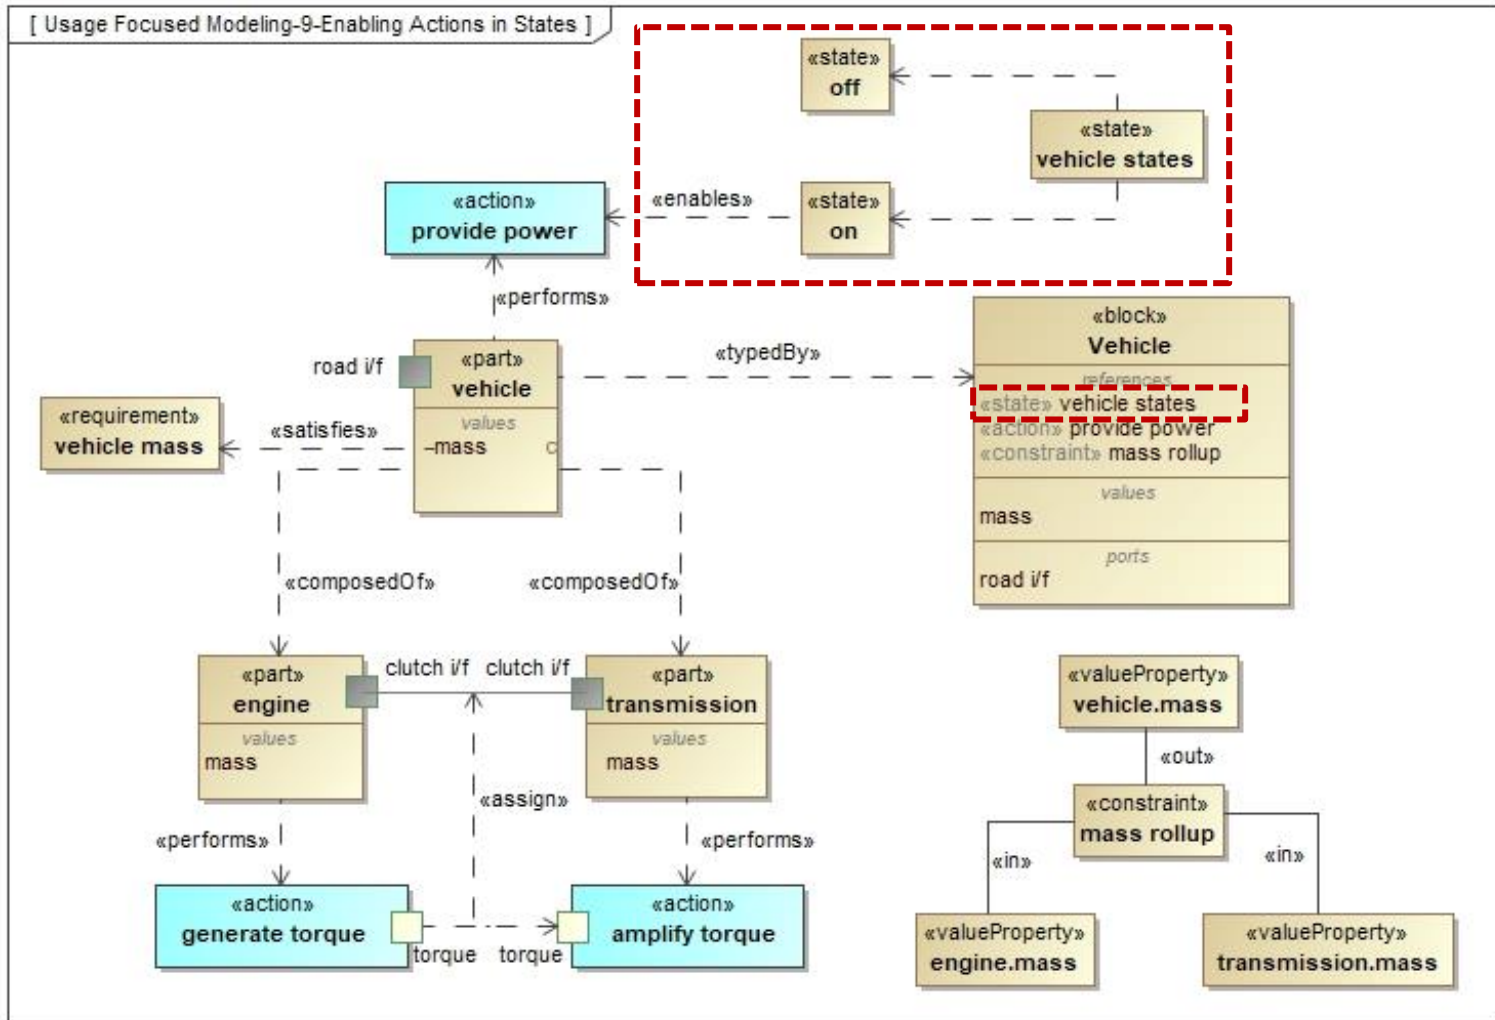 [ Usage Focused Modeling-9-Enabling Actions in States ]
«state»
off
«state»
vehicle states
«action»
provide power
«enables»
«state»
on
«performs»
«block»
Vehicle
references
«state» vehicle states
«action» provide power
«constraint» mass rollup
values
mass
ports
road i/f
road i/f
«part»
vehicle
values
–mass c
«typedBy»
«requirement»
vehicle mass
«satisfies»
«composedOf»
«composedOf»
«part»
engine
values
mass
clutch i/f clutch i/f
«part»
transmission
values
mass
«assign»
«performs»
«performs»
«action»
generate torque
torque torque
«action»
amplify torque
«valueProperty»
vehicle.mass
«out»
«constraint»
mass rollup
«in»
«in»
«valueProperty»
engine.mass
«valueProperty»
transmission.mass